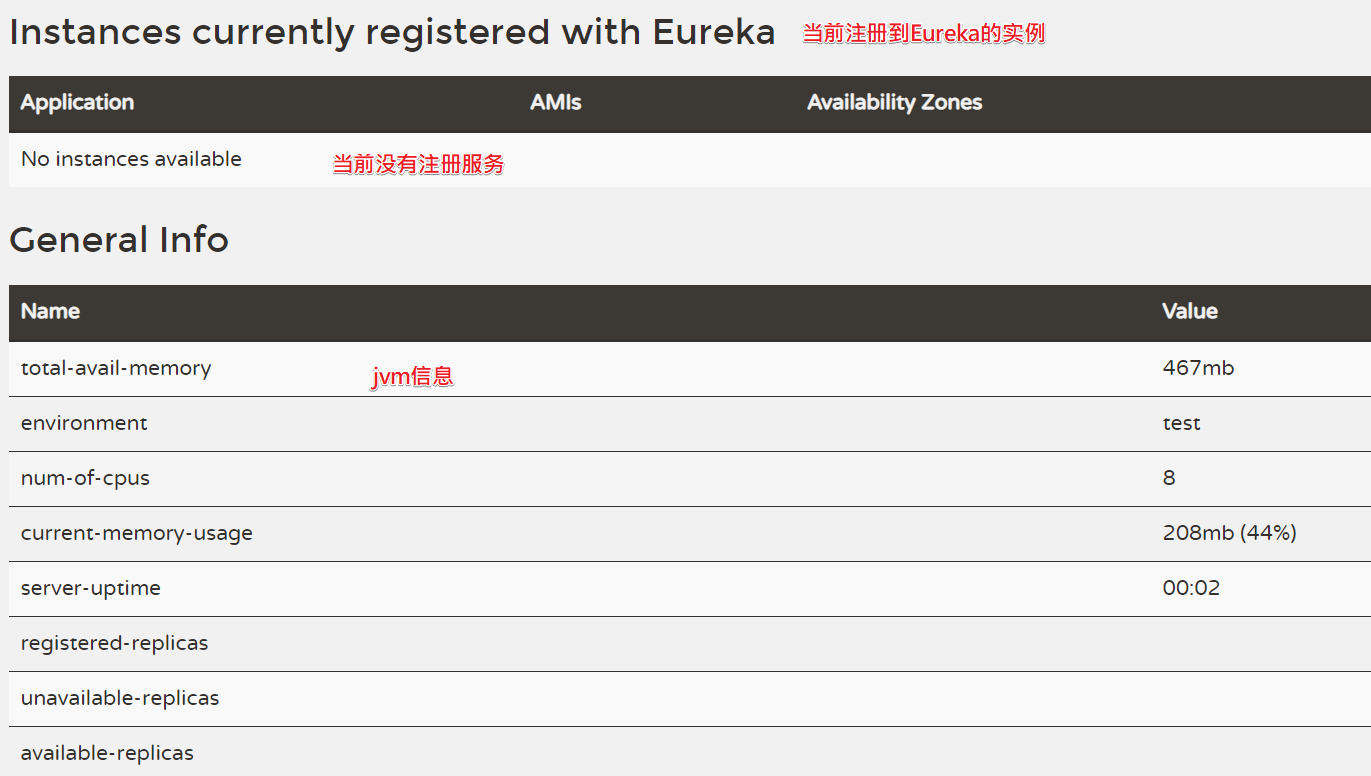 Instances currently registered with Eureka 当前注册到Eureka的实例
Application AMIs Availability Zones
No instances available 当前没有注册服务
General Info
Name Value
total-avail-memory jvm信息 467mb
environment test
num-of-cpus 8
current-memory-usage 208mb (44%)
server-uptime 00:02
registered-replicas
unavailable-replicas
available-replicas